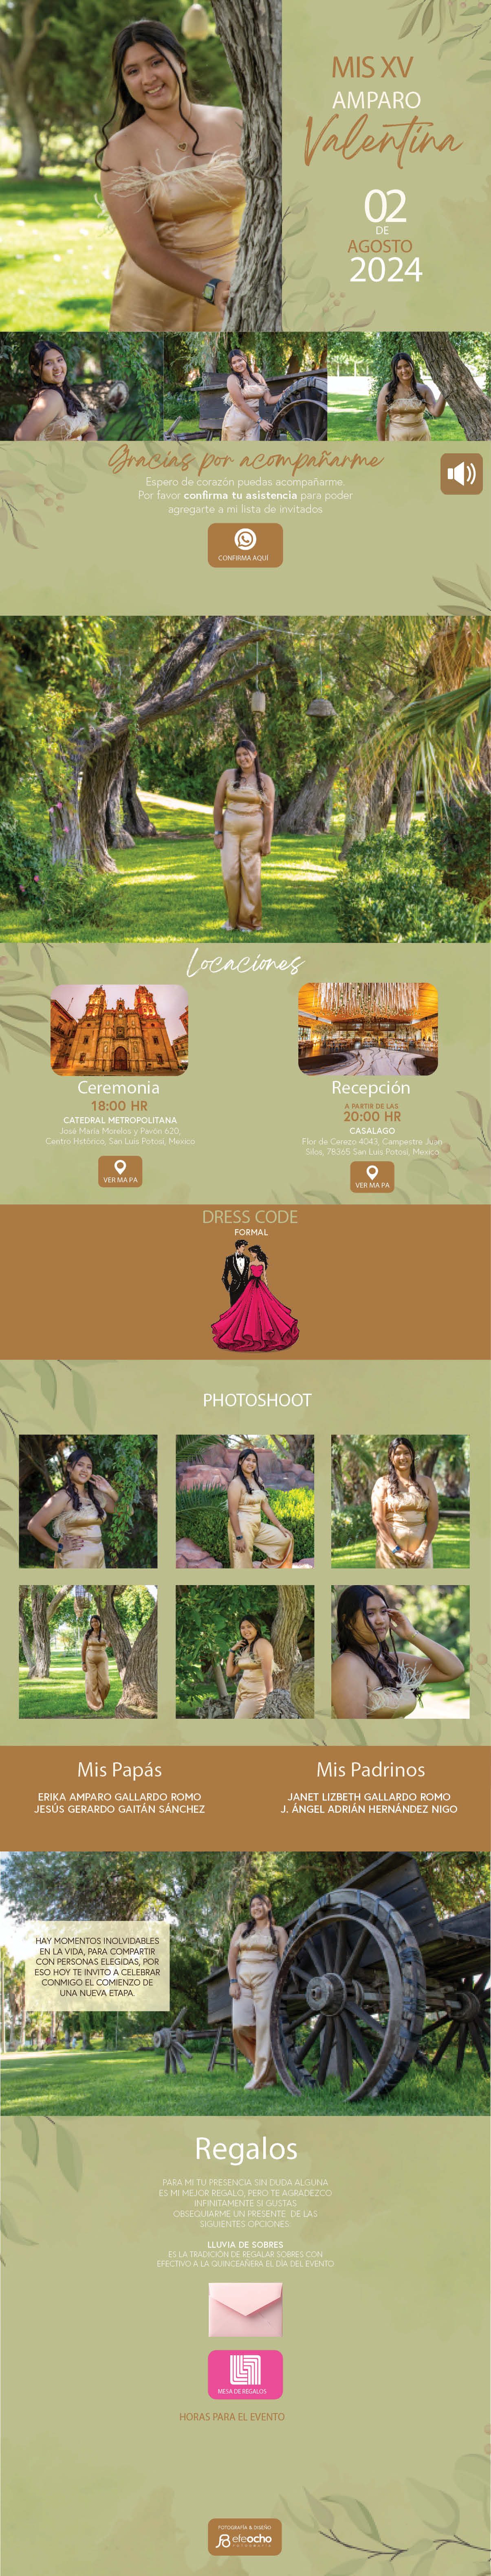 MIS XV
AMPARO
Valentina
02
DE
AGOSTO
2024
Gracias por acompañarme
Espero de corazón puedas acompañarme.
Por favor confirma tu asistencia para poder
agregarte a mi lista de invitados
CONFIRMA AQUÍ
Locaciones
Ceremonia
18:00 HR
CATEDRAL METROPOLITANA
José María Morelos y Pavón 620,
Centro Histórico, San Luis Potosí, Mexico
VER MAPA
Recepción
A PARTIR DE LAS
20:00 HR
CASALAGO
Flor de Cerezo 4043, Campestre Juan
Silos, 78365 San Luis Potosí, Mexico
VER MAPA
DRESS CODE
FORMAL
PHOTOSHOOT
Mis Papás
ERIKA AMPARO GALLARDO ROMO
JESÚS GERARDO GAITÁN SÁNCHEZ
Mis Padrinos
JANET LIZBETH GALLARDO ROMO
J. ÁNGEL ADRIÁN HERNÁNDEZ NIGO
HAY MOMENTOS INOLVIDABLES
EN LA VIDA, PARA COMPARTIR
CON PERSONAS ELEGIDAS, POR
ESO HOY TE INVITO A CELEBRAR
CONMIGO EL COMIENZO DE
UNA NUEVA ETAPA.
Regalos
PARA MI TU PRESENCIA SIN DUDA ALGUNA
ES MI MEJOR REGALO, PERO TE AGRADEZCO
INFINITAMENTE SI GUSTAS
OBSEQUIARME UN PRESENTE DE LAS
SIGUIENTES OPCIONES:
LLUVIA DE SOBRES
ES LA TRADICIÓN DE REGALAR SOBRES CON
EFECTIVO A LA QUINCEAÑERA EL DÍA DEL EVENTO
MESA DE REGALOS
HORAS PARA EL EVENTO
FOTOGRAFÍA & DISEÑO
eleocho
FOTOGRAFÍA